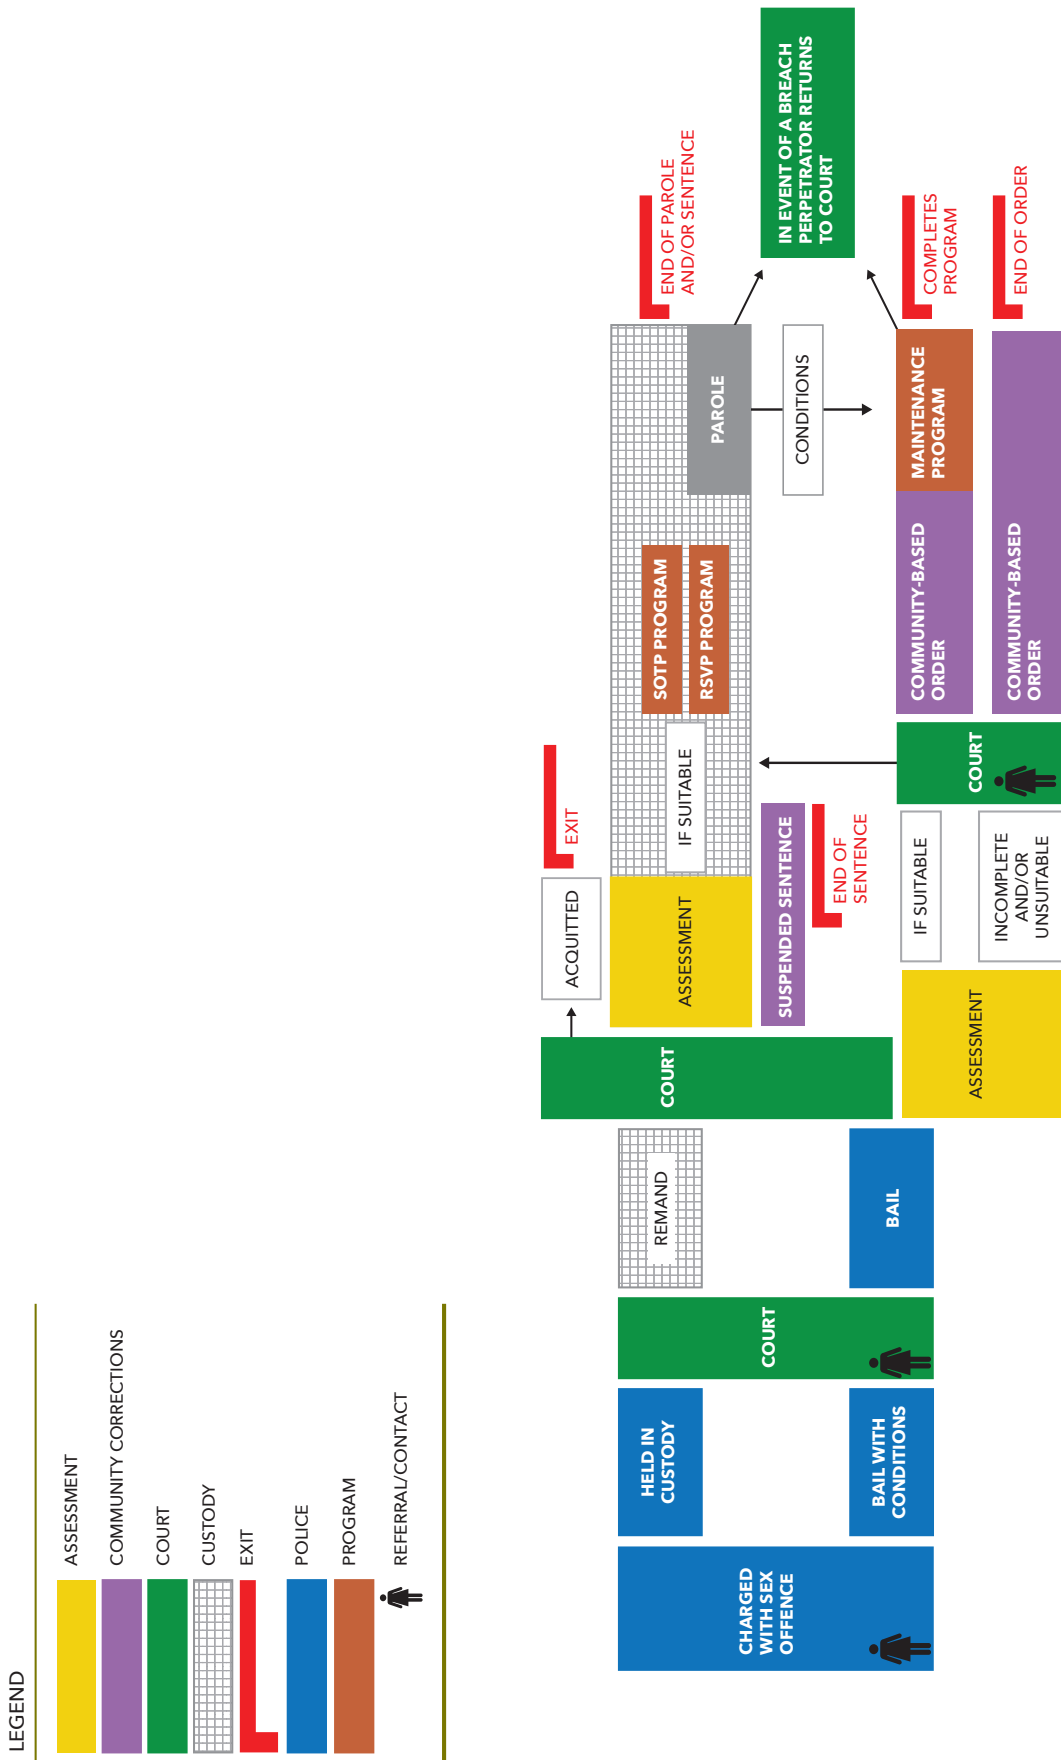 LEGEND
ASSESSMENT
COMMUNITY CORRECTIONS
COURT
CUSTODY
EXIT
POLICE
PROGRAM
REFERRAL/CONTACT
CHARGED
WITH SEX
OFFENCE
HELD IN
CUSTODY
BAIL WITH
CONDITIONS
COURT
REMAND
BAIL
COURT
ACQUITTED
EXIT
ASSESSMENT
IF SUITABLE
SOTP PROGRAM
RSVP PROGRAM
PAROLE
END OF PAROLE
AND/OR SENTENCE
SUSPENDED SENTENCE
END OF
SENTENCE
CONDITIONS
IN EVENT OF A BREACH
PERPETRATOR RETURNS
TO COURT
ASSESSMENT
IF SUITABLE
INCOMPLETE
AND/OR
UNSUITABLE
COURT
COMMUNITY-BASED
ORDER
MAINTENANCE
PROGRAM
COMPLETES
PROGRAM
COMMUNITY-BASED
ORDER
END OF ORDER